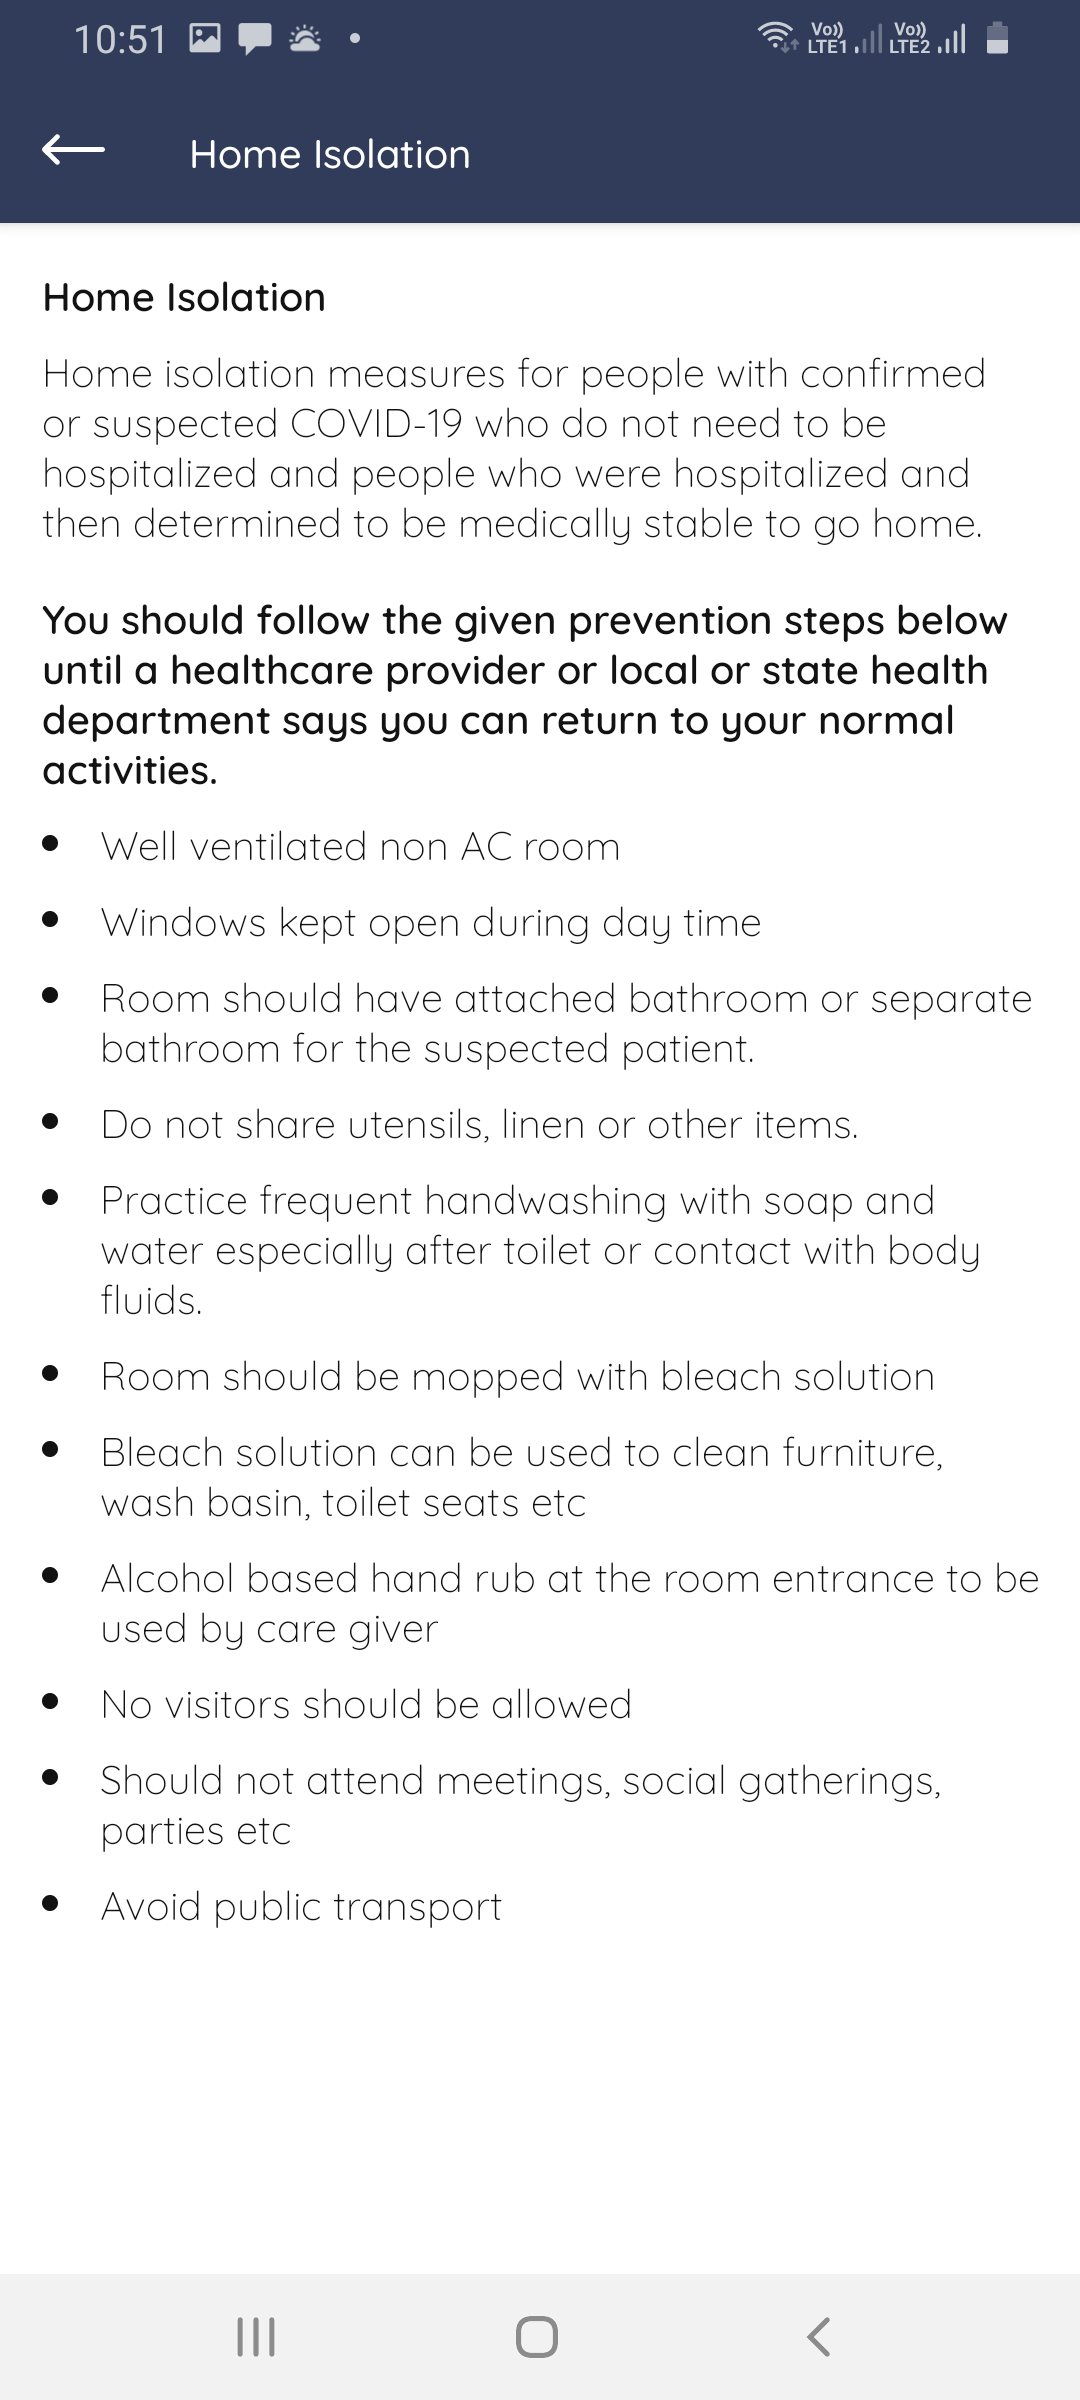 10:51
Vo)) LTE1 Vo)) LTE2
Home Isolation
Home Isolation
Home isolation measures for people with confirmed
or suspected COVID-19 who do not need to be
hospitalized and people who were hospitalized and
then determined to be medically stable to go home.
You should follow the given prevention steps below
until a healthcare provider or local or state health
department says you can return to your normal
activities.
• Well ventilated non AC room
• Windows kept open during day time
• Room should have attached bathroom or separate
bathroom for the suspected patient.
• Do not share utensils, linen or other items.
• Practice frequent handwashing with soap and
water especially after toilet or contact with body
fluids.
• Room should be mopped with bleach solution
• Bleach solution can be used to clean furniture,
wash basin, toilet seats etc
• Alcohol based hand rub at the room entrance to be
used by care giver
• No visitors should be allowed
• Should not attend meetings, social gatherings,
parties etc
• Avoid public transport